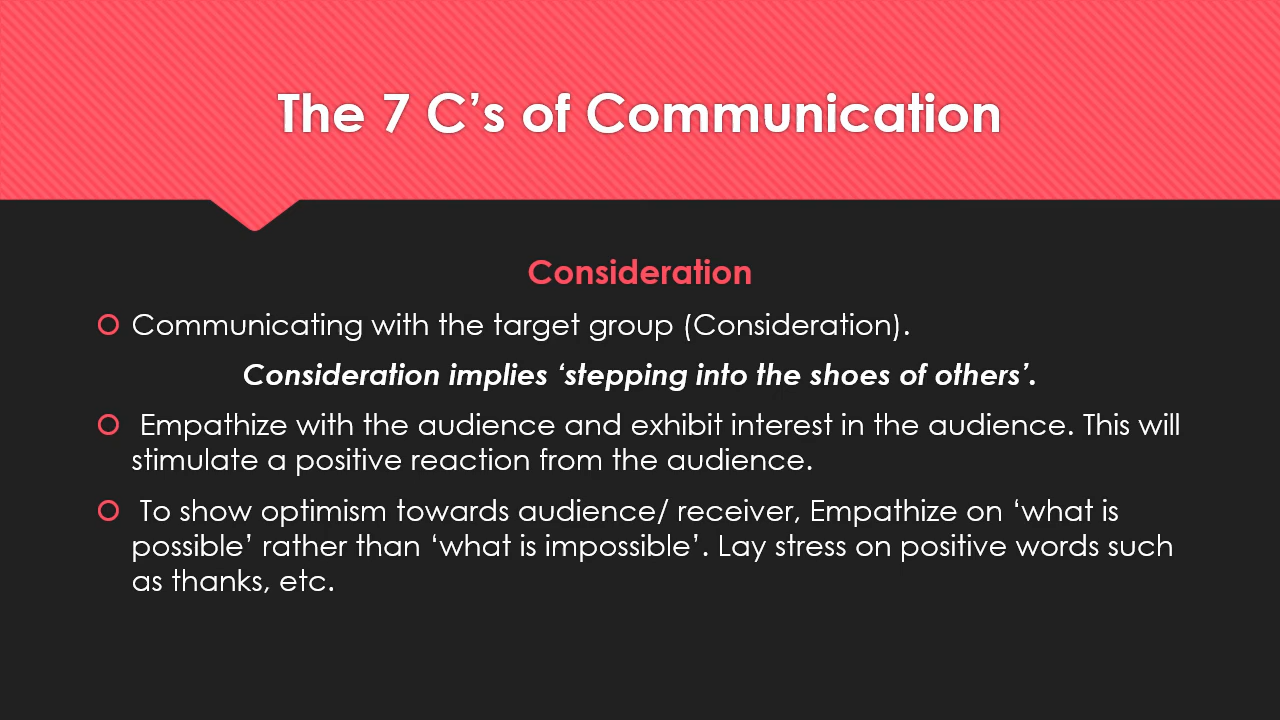 The 7 C’s of Communication
Consideration
Communicating with the target group (Consideration).
Consideration implies ‘stepping into the shoes of others’.
Empathize with the audience and exhibit interest in the audience. This will
stimulate a positive reaction from the audience.
To show optimism towards audience/ receiver, Empathize on ‘what is
possible’ rather than ‘what is impossible’. Lay stress on positive words such
as thanks, etc.